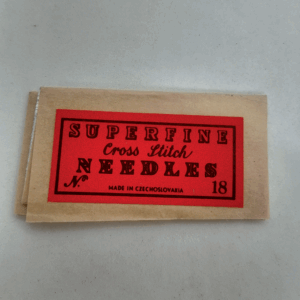 SUPERFINE
Cross Stitch
NEEDLES
No. MADE IN CZECHOSLOVAKIA 18